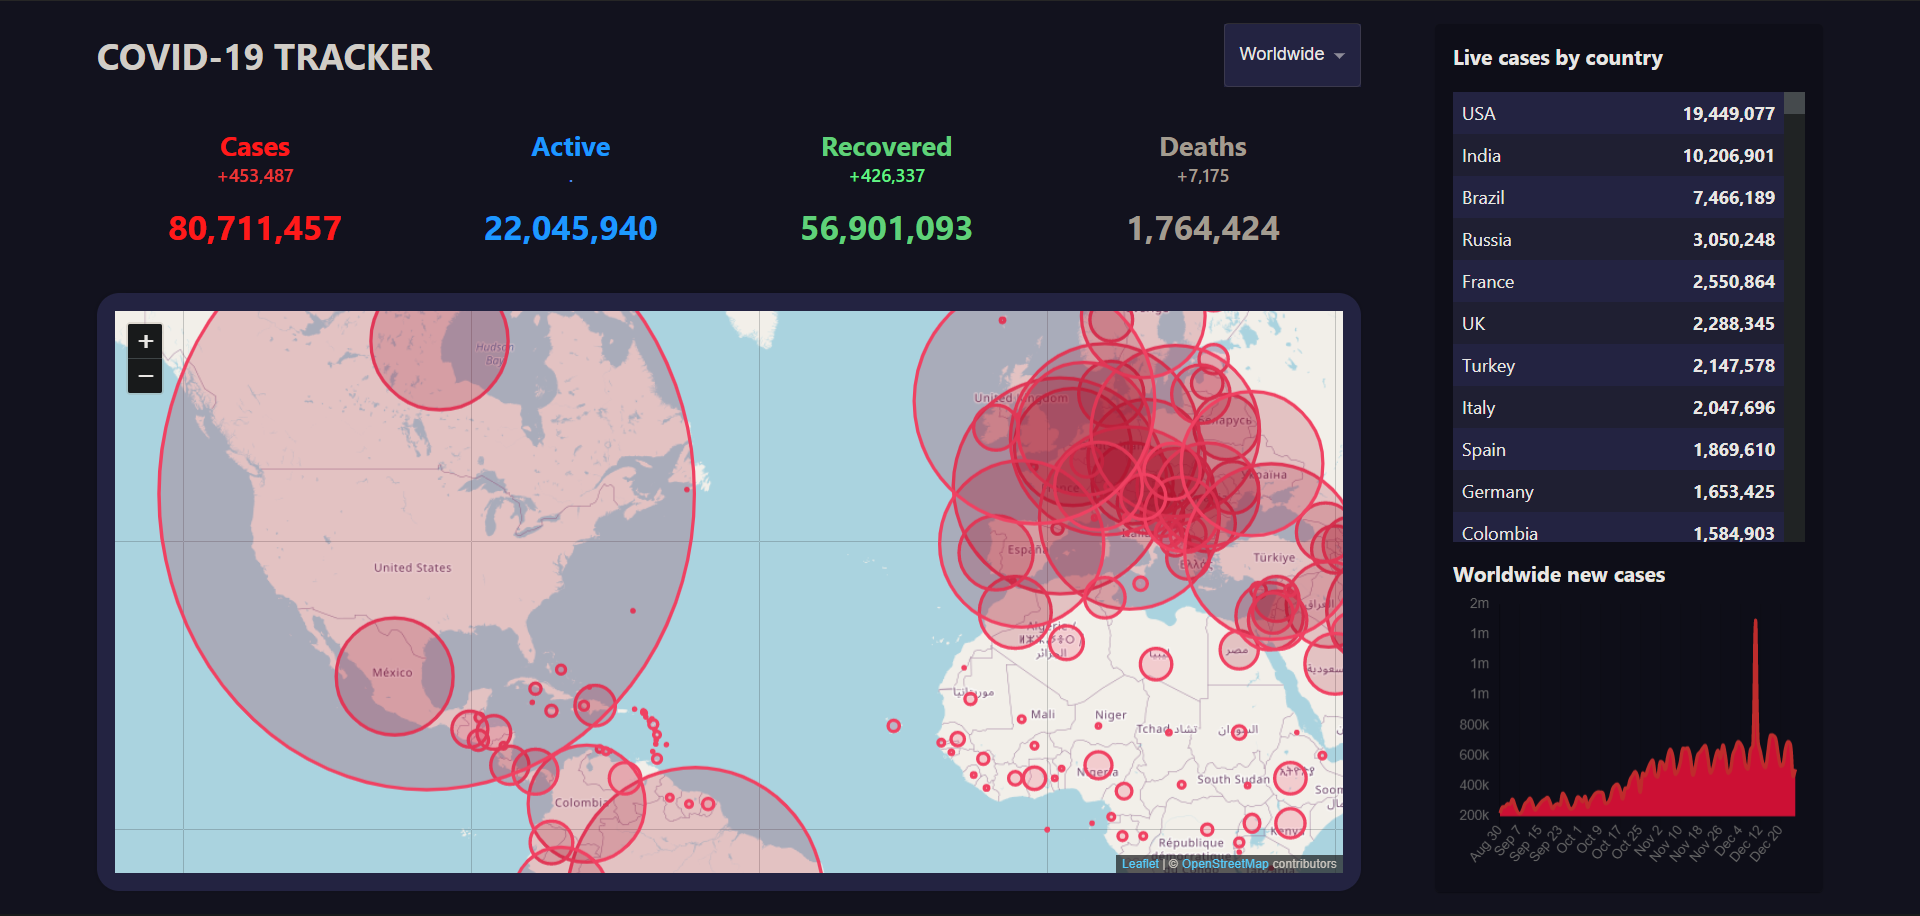 COVID-19 TRACKER
Worldwide
Cases
+453,487
80,711,457
Active
.
22,045,940
Recovered
+426,337
56,901,093
Deaths
+7,175
1,764,424
+
−
Hudson
Bay
United States
México
Colombia
United Kingdom
Беларусь
Україна
France
España
Italia
Ελλάς
Türkiye
العراق
Algérie /
الجزائر
ليبيا
مصر
السعودية
موريتانيا
Mali
Niger
Tchad تشاد
السودان
Nigeria
South Sudan
Kenya
République
Leaflet | © OpenStreetMap contributors
Live cases by country
USA 19,449,077
India 10,206,901
Brazil 7,466,189
Russia 3,050,248
France 2,550,864
UK 2,288,345
Turkey 2,147,578
Italy 2,047,696
Spain 1,869,610
Germany 1,653,425
Colombia 1,584,903
Worldwide new cases
2m
1m
1m
1m
800k
600k
400k
200k
Aug 30
Sep 7
Sep 15
Sep 23
Oct 1
Oct 9
Oct 17
Oct 25
Nov 2
Nov 10
Nov 18
Nov 26
Dec 4
Dec 12
Dec 20